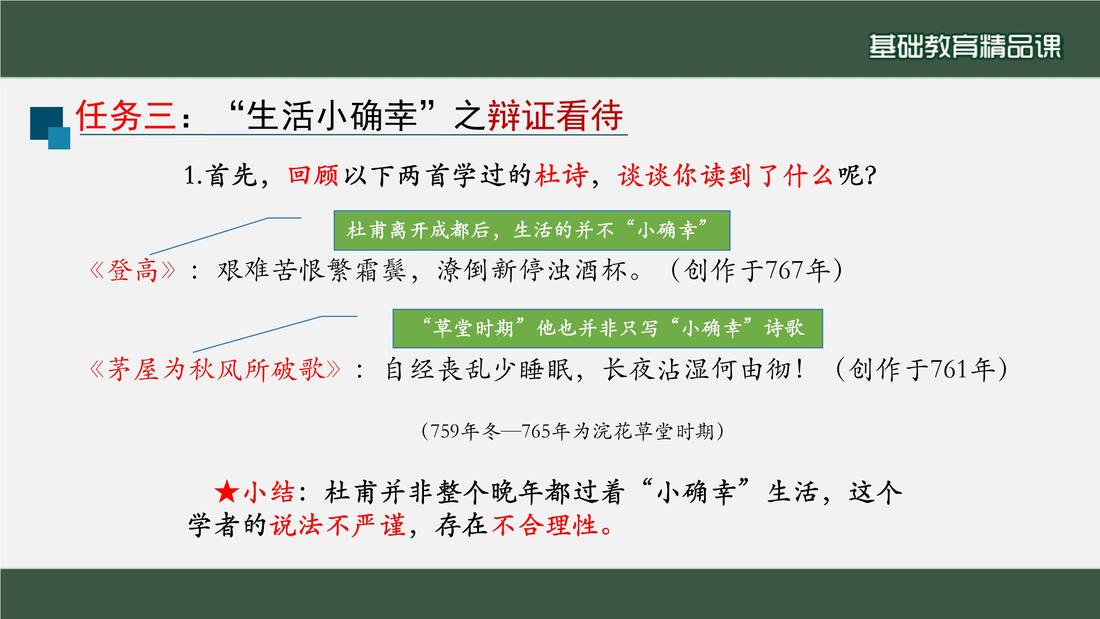 基础教育精品课
任务三：“生活小确幸”之辩证看待
1.首先，回顾以下两首学过的杜诗，谈谈你读到了什么呢?
杜甫离开成都后，生活的并不“小确幸”
《登高》：艰难苦恨繁霜鬓，潦倒新停浊酒杯。（创作于767年）
“草堂时期”他也并非只写“小确幸”诗歌
《茅屋为秋风所破歌》：自经丧乱少睡眠，长夜沾湿何由彻！（创作于761年）
（759年冬—765年为浣花草堂时期）
★小结：杜甫并非整个晚年都过着“小确幸”生活，这个
学者的说法不严谨，存在不合理性。